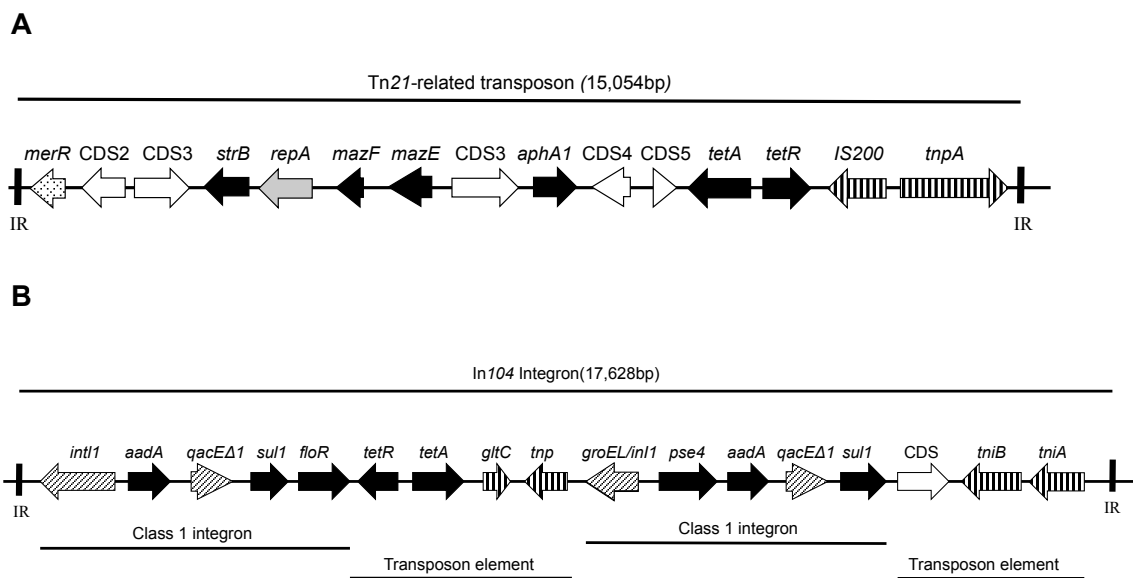 A
Tn21-related transposon (15,054bp)
merR CDS2 CDS3 strB repA mazF mazE CDS3 aphA1 CDS4 CDS5 tetA tetR IS200 tnpA
IR IR
B
In104 Integron(17,628bp)
intI1 aadA qacEΔ1 sul1 floR tetR tetA gltC tnp groEL/inI1 pse4 aadA qacEΔ1 sul1 CDS tniB tniA
IR IR
Class 1 integron Class 1 integron
Transposon element Transposon element